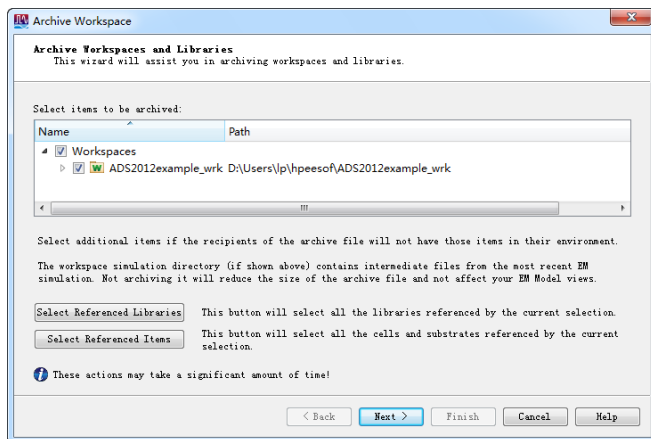 Archive Workspace
Archive Workspaces and Libraries
This wizard will assist you in archiving workspaces and libraries.
Select items to be archived:
Name Path
Workspaces
ADS2012example_wrk D:\Users\lp\hpeesof\ADS2012example_wrk
Select additional items if the recipients of the archive file will not have those items in their environment.
The workspace simulation directory (if shown above) contains intermediate files from the most recent EM
simulation. Not archiving it will reduce the size of the archive file and not affect your EM Model views.
Select Referenced Libraries This button will select all the libraries referenced by the current selection.
Select Referenced Items This button will select all the cells and substrates referenced by the current
selection.
These actions may take a significant amount of time!
< Back Next > Finish Cancel Help